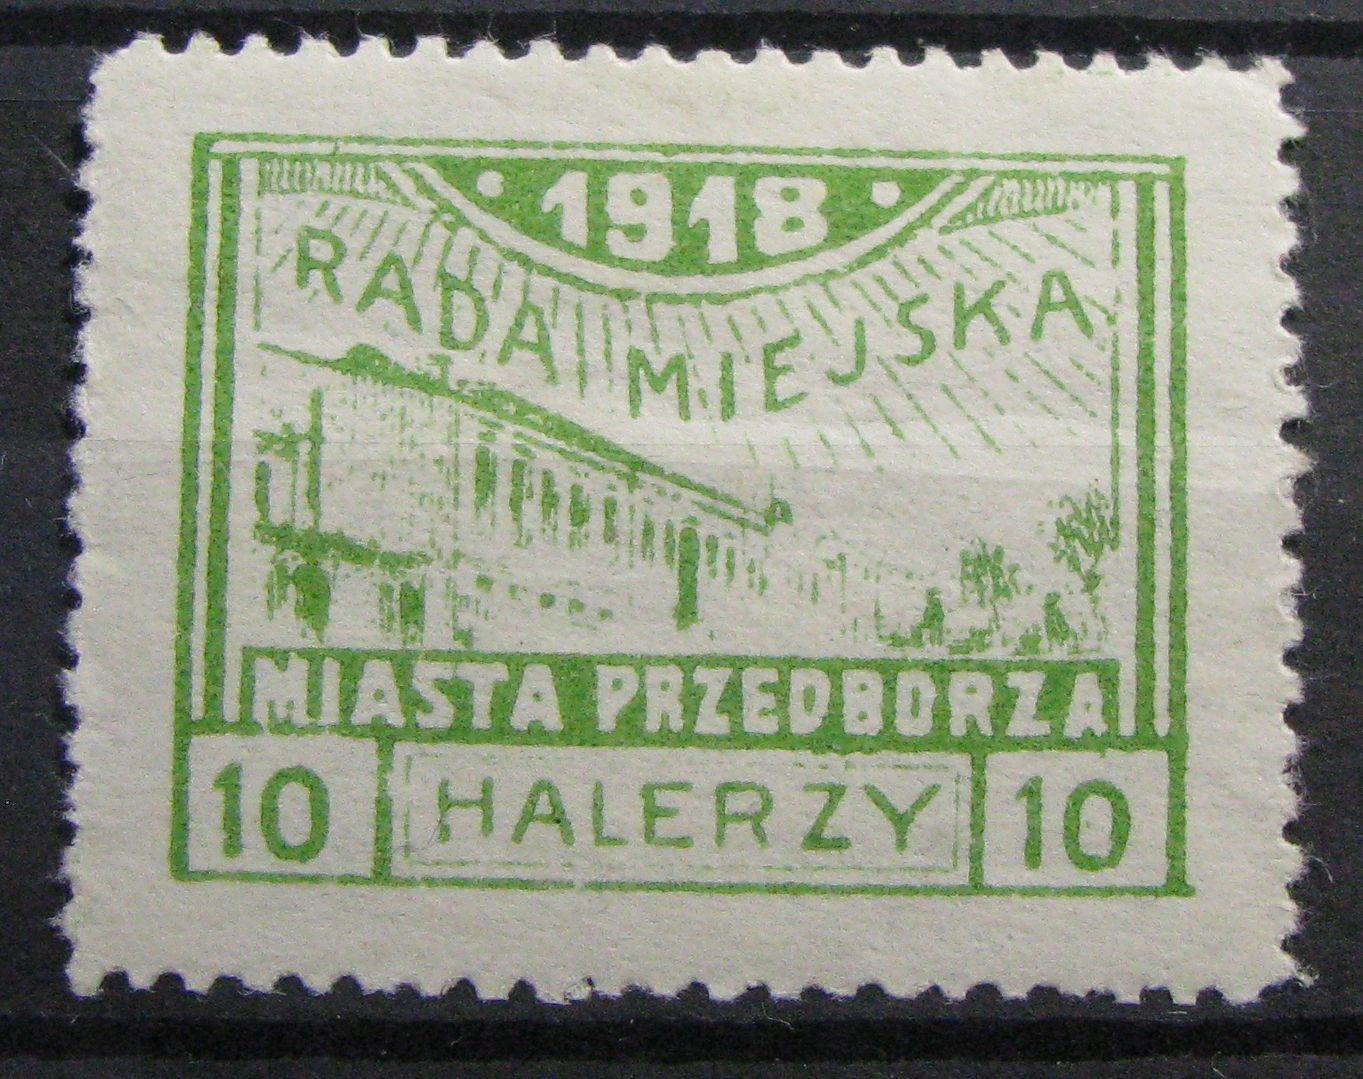 1918
RADA MIEJSKA
MIASTA PRZEDBORZA
10 HALERZY 10